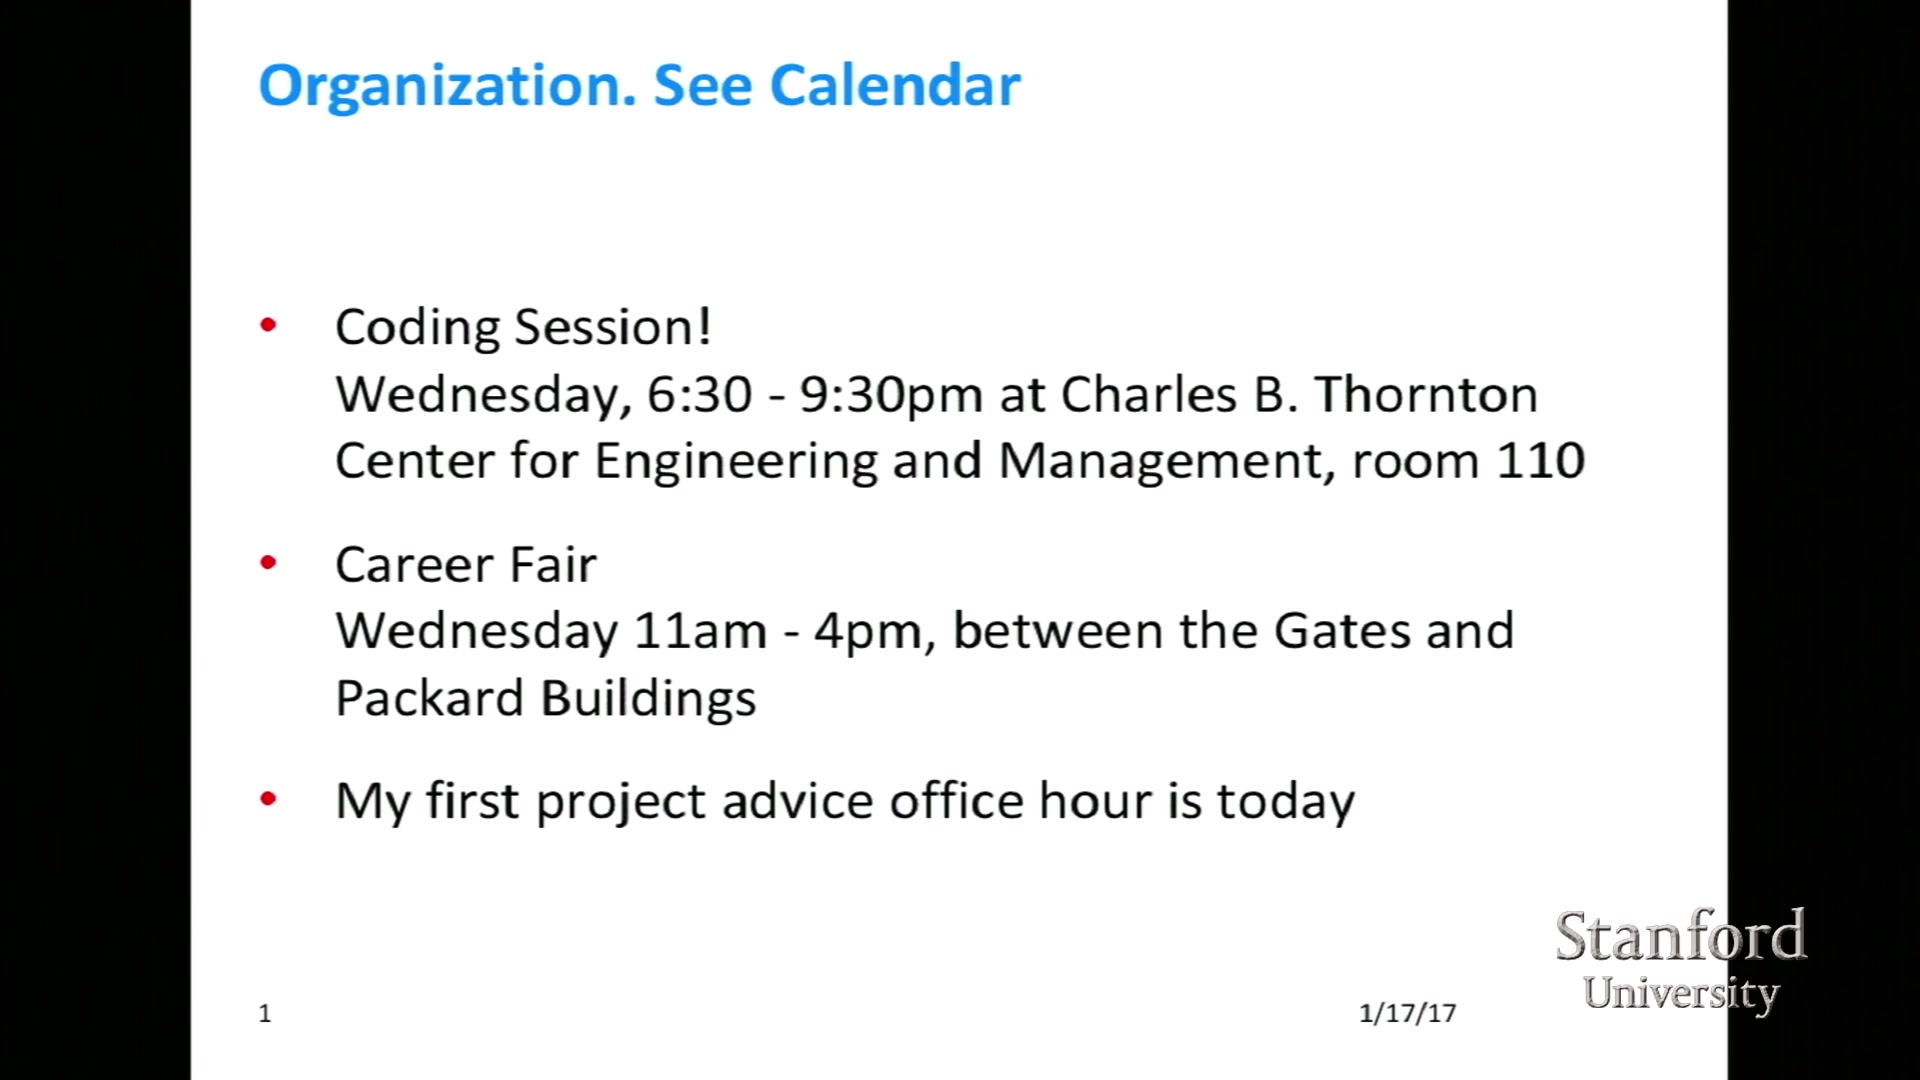 Organization. See Calendar
• Coding Session!
Wednesday, 6:30 - 9:30pm at Charles B. Thornton
Center for Engineering and Management, room 110
• Career Fair
Wednesday 11am - 4pm, between the Gates and
Packard Buildings
• My first project advice office hour is today
1
1/17/17
Stanford
University